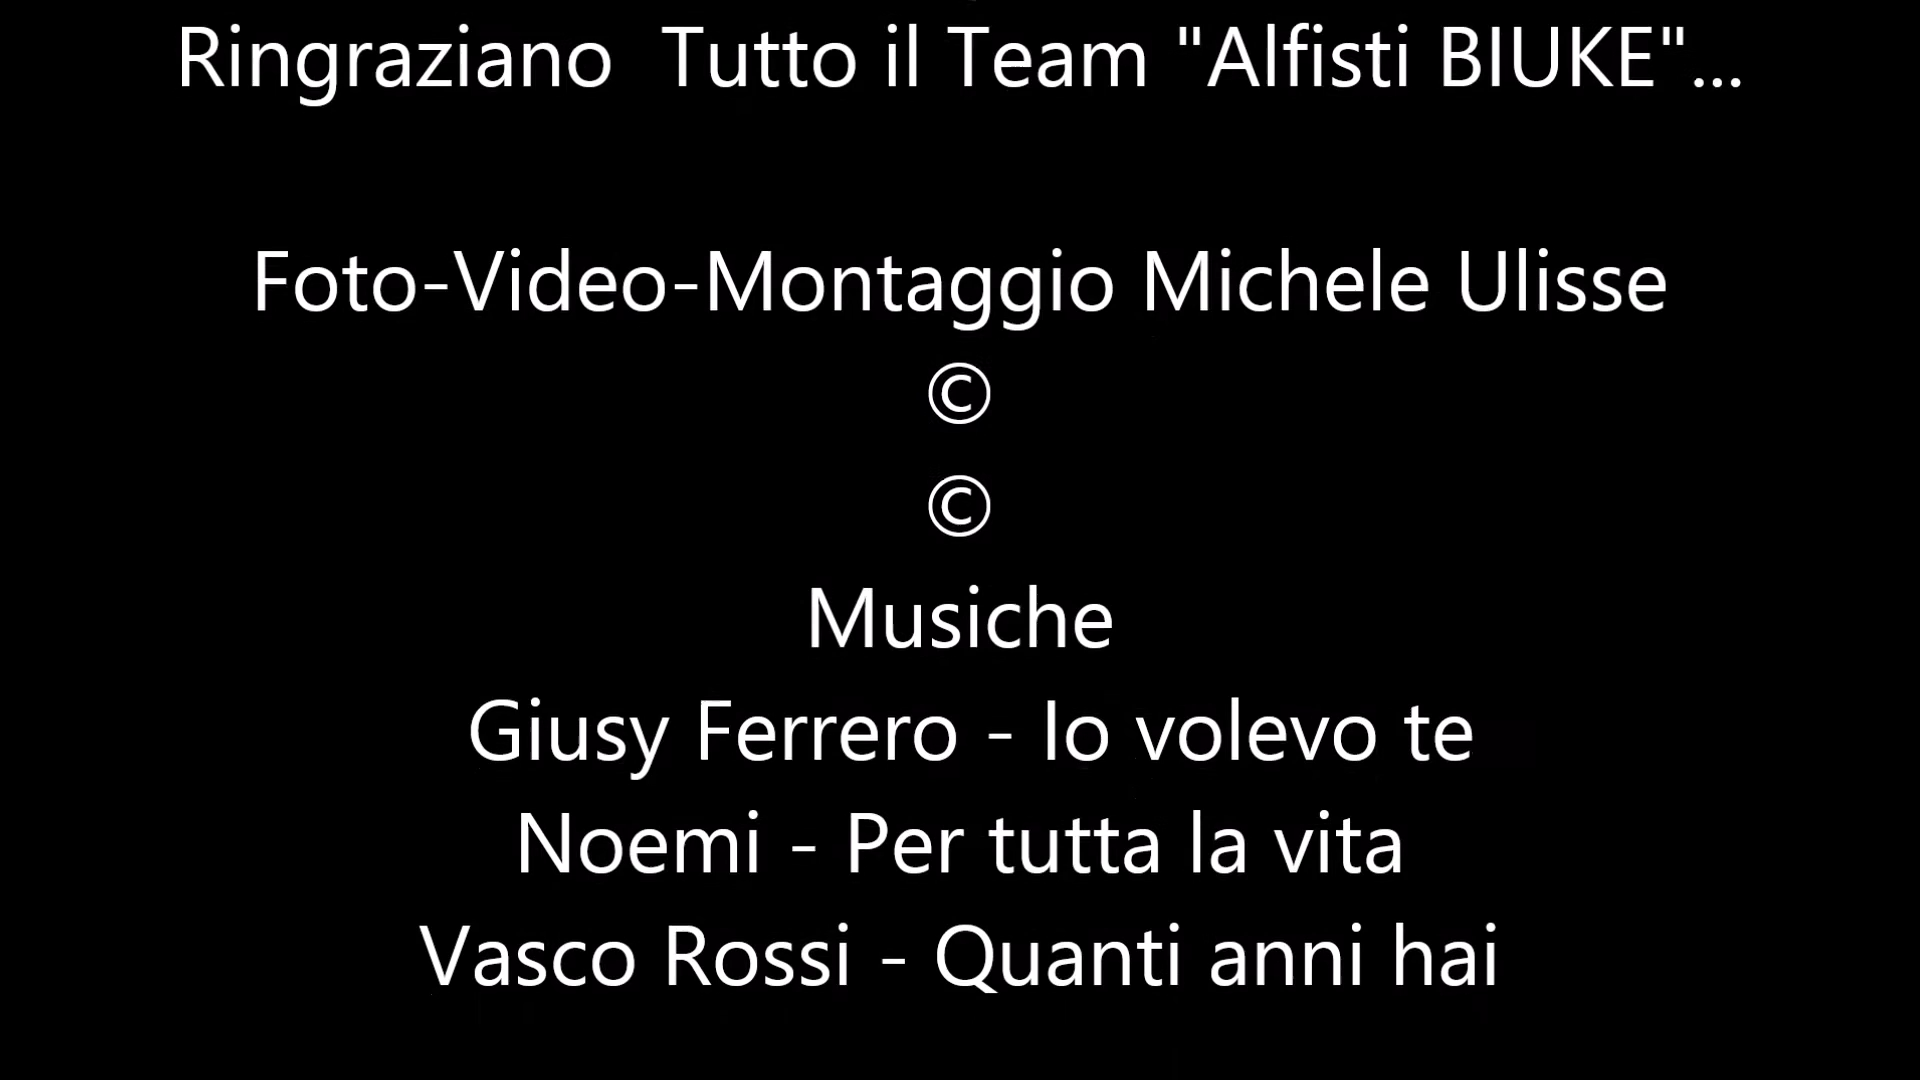 Ringraziano  Tutto il Team "Alfisti BIUKE"...
Foto-Video-Montaggio Michele Ulisse
©
©
Musiche
Giusy Ferrero - Io volevo te
Noemi - Per tutta la vita
Vasco Rossi - Quanti anni hai